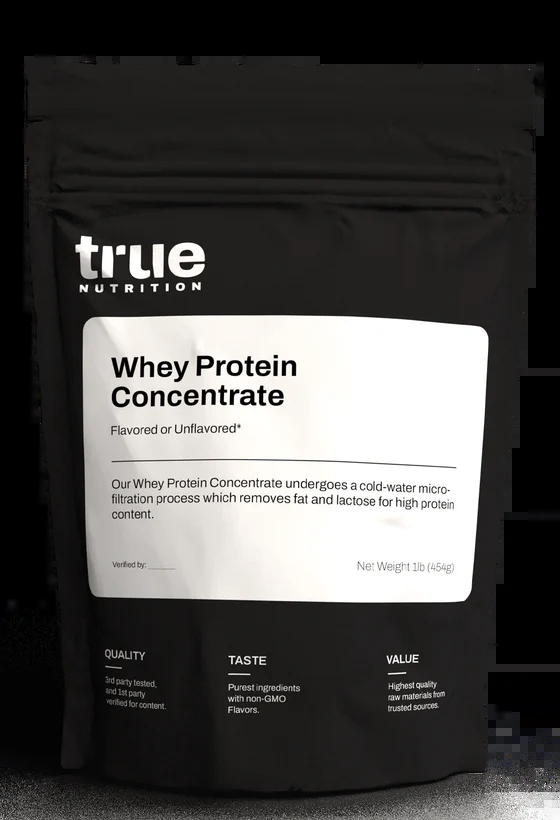 true
NUTRITION
Whey Protein
Concentrate
Flavored or Unflavored*
Our Whey Protein Concentrate undergoes a cold-water micro-
filtration process which removes fat and lactose for high protein
content.
Verified by: ______
Net Weight 1lb (454g)
QUALITY
3rd party tested,
and 1st party
verified for content.
TASTE
Purest ingredients
with non-GMO
Flavors.
VALUE
Highest quality
raw materials from
trusted sources.